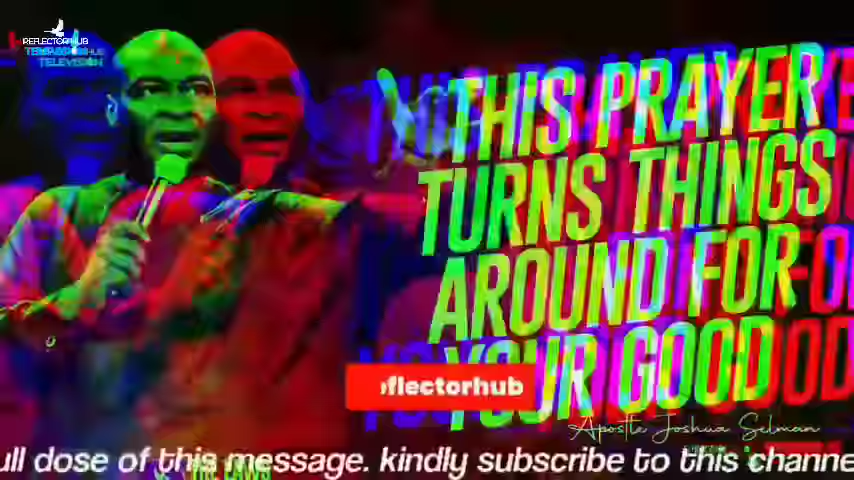 REFLECTORHUB
TELEVISION
THIS PRAYER
TURNS THINGS
AROUND FOR
YOUR GOOD
flectorhub
Apostle Joshua Selman
ull dose of this message. kindly subscribe to this channe